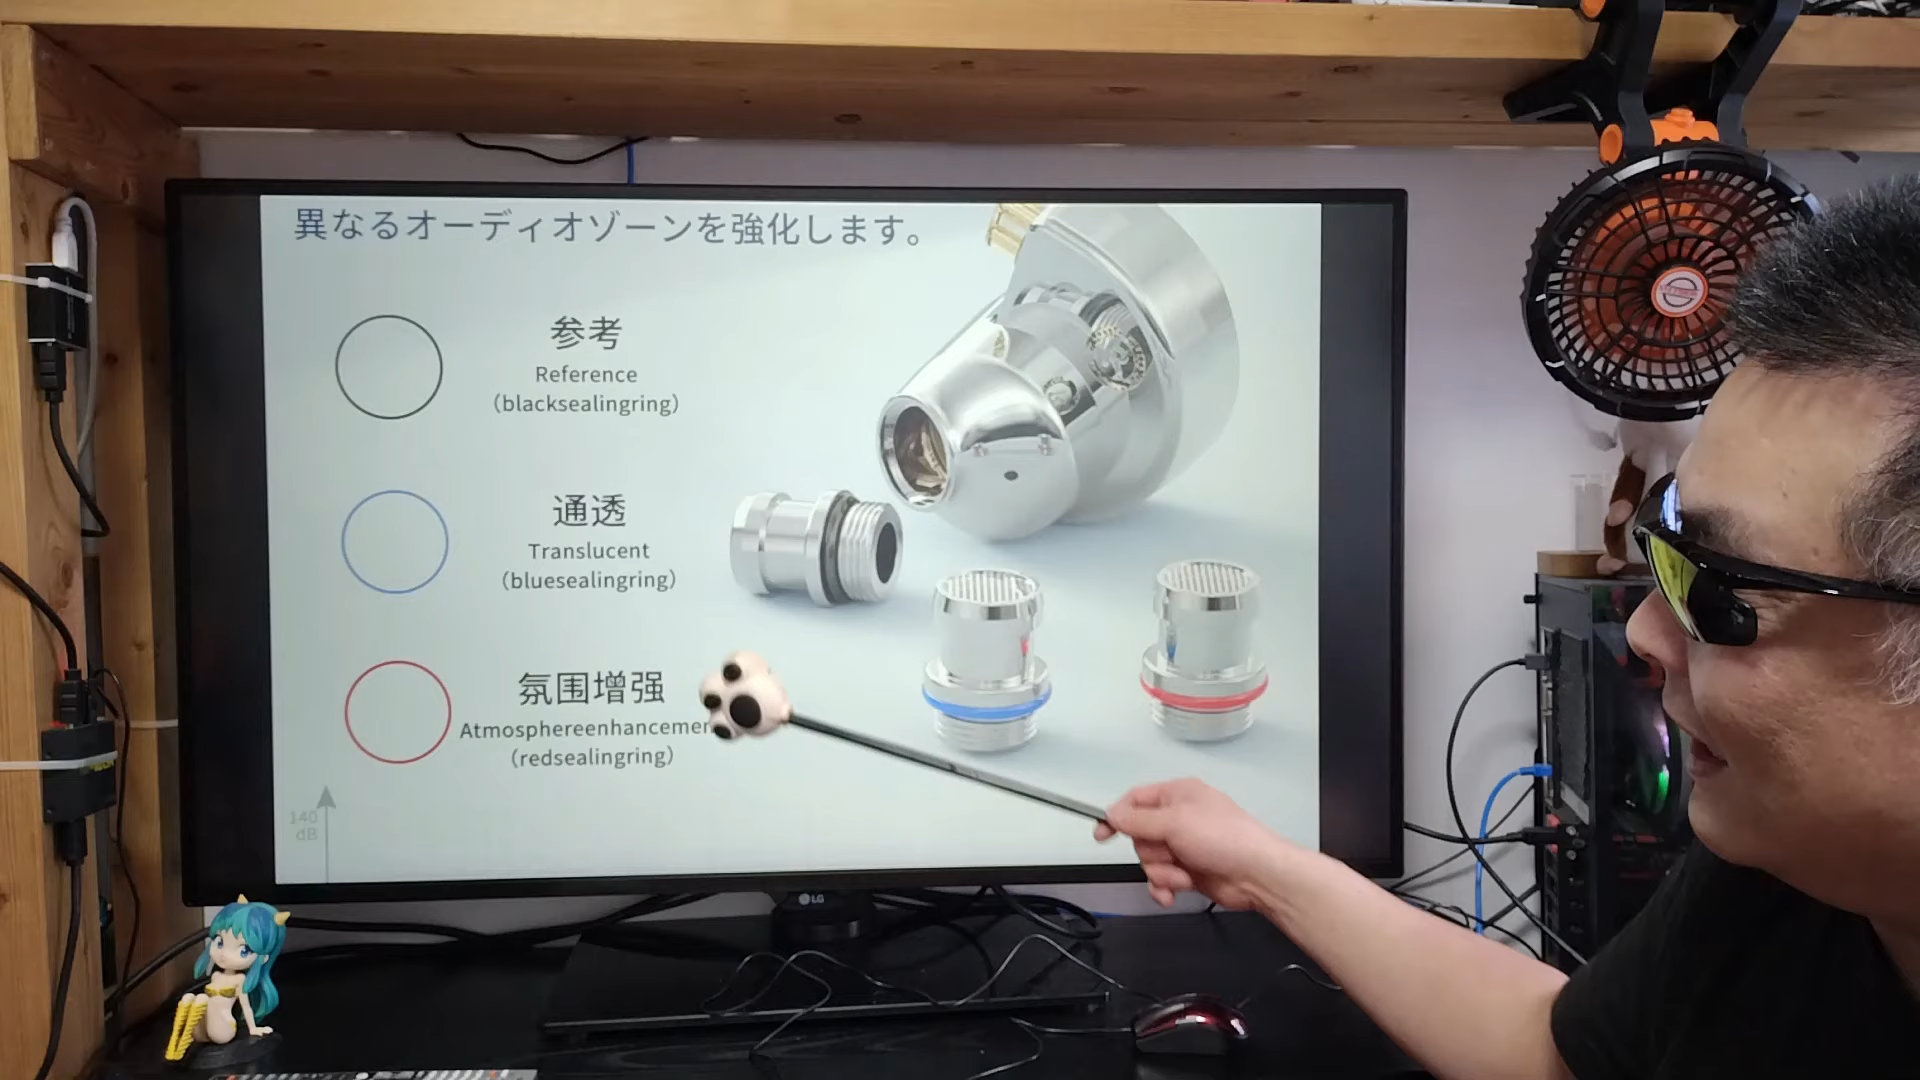 異なるオーディオゾーンを強化します。
参考
Reference
(blacksealingring)
通透
Translucent
(bluesealingring)
氛围增强
Atmosphereenhancemen
(redsealingring)
140
dB
LG